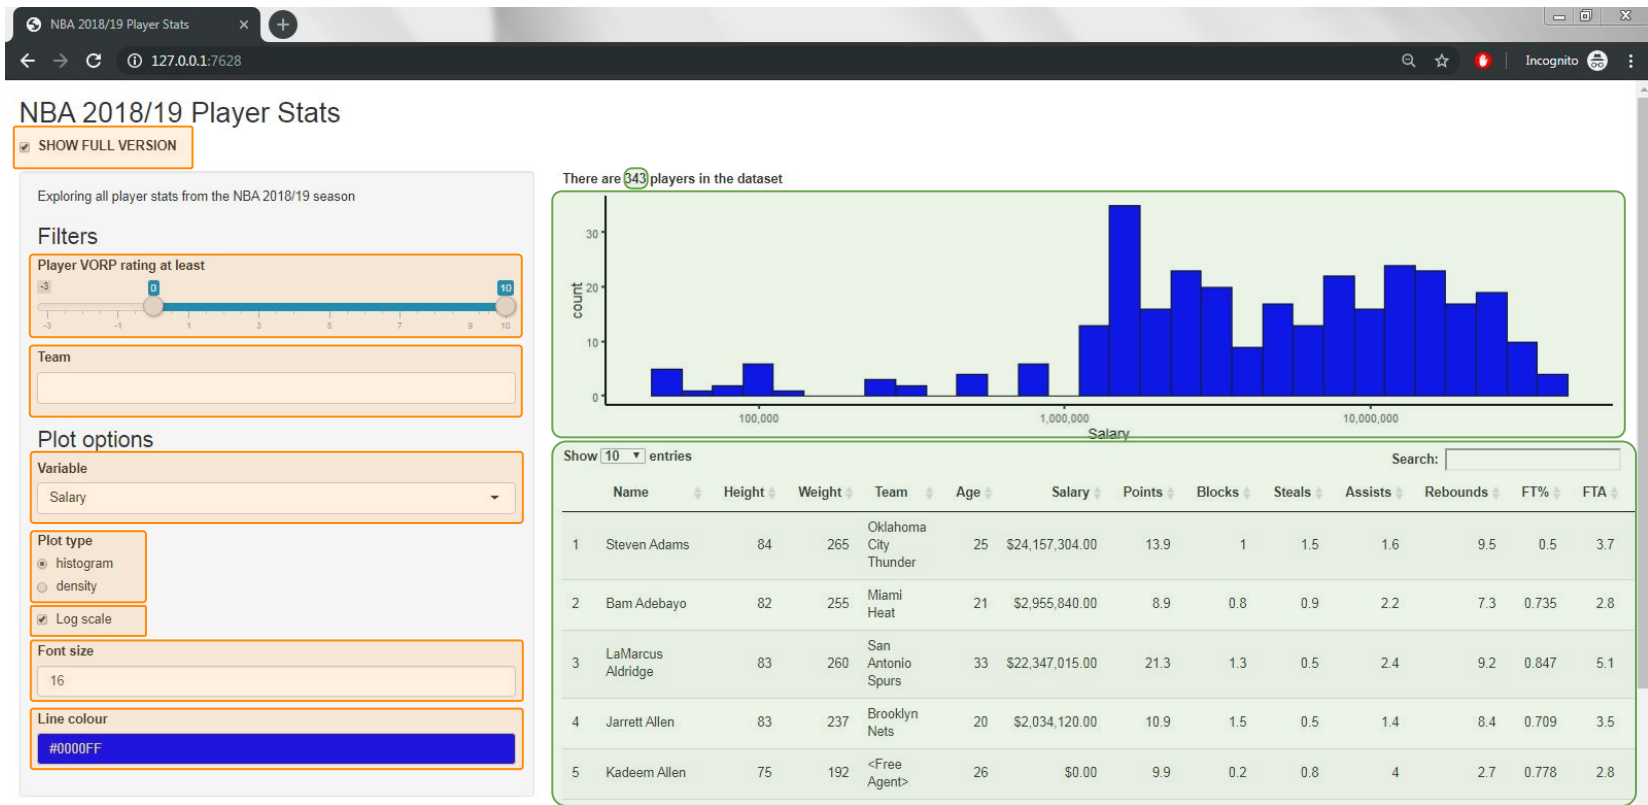 NBA 2018/19 Player Stats
127.0.0.1:7628
Incognito
NBA 2018/19 Player Stats
SHOW FULL VERSION
Exploring all player stats from the NBA 2018/19 season
Filters
Player VORP rating at least
-3 0 10
-3 -1 1 3 5 7 9 10
Team
Plot options
Variable
Salary
Plot type
histogram
density
Log scale
Font size
16
Line colour
#0000FF
There are 343 players in the dataset
30
20
10
0
count
100,000 1,000,000 10,000,000
Salary
Show 10 entries Search:
Name Height Weight Team Age Salary Points Blocks Steals Assists Rebounds FT% FTA
1 Steven Adams 84 265 Oklahoma City Thunder 25 $24,157,304.00 13.9 1 1.5 1.6 9.5 0.5 3.7
2 Bam Adebayo 82 255 Miami Heat 21 $2,955,840.00 8.9 0.8 0.9 2.2 7.3 0.735 2.8
3 LaMarcus Aldridge 83 260 San Antonio Spurs 33 $22,347,015.00 21.3 1.3 0.5 2.4 9.2 0.847 5.1
4 Jarrett Allen 83 237 Brooklyn Nets 20 $2,034,120.00 10.9 1.5 0.5 1.4 8.4 0.709 3.5
5 Kadeem Allen 75 192 <Free Agent> 26 $0.00 9.9 0.2 0.8 4 2.7 0.778 2.8